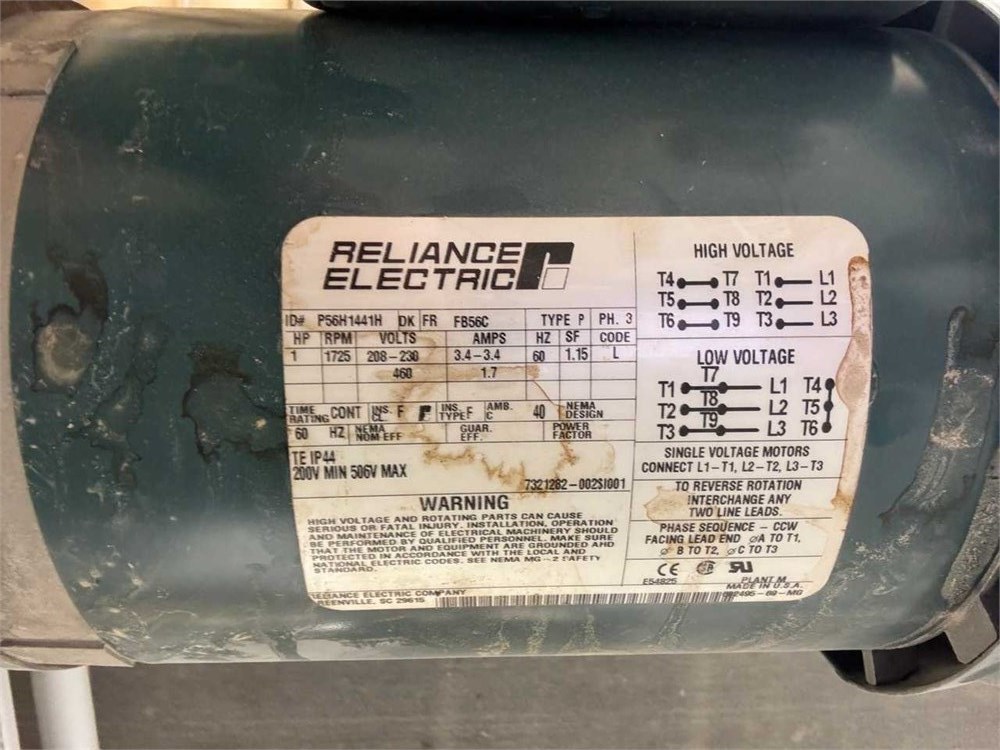 RELIANCE
ELECTRIC
ID# P56H1441H DK FR FB56C TYPE P PH. 3
HP RPM VOLTS AMPS HZ SF CODE
1 1725 208-230 3.4-3.4 60 1.15 L
460 1.7
TIME RATING CONT INS. CL. F INS. TYPE F AMB. C 40 NEMA DESIGN
60 HZ NEMA NOM EFF GUAR. EFF. POWER FACTOR
TE IP44
200V MIN 506V MAX
7321282-002SI001
WARNING
HIGH VOLTAGE AND ROTATING PARTS CAN CAUSE
SERIOUS OR FATAL INJURY. INSTALLATION, OPERATION
AND MAINTENANCE OF ELECTRICAL MACHINERY SHOULD
BE PERFORMED BY QUALIFIED PERSONNEL. MAKE SURE
THAT THE MOTOR AND EQUIPMENT ARE GROUNDED AND
PROTECTED IN ACCORDANCE WITH THE LOCAL AND
NATIONAL ELECTRIC CODES. SEE NEMA MG-2 SAFETY
STANDARD.
RELIANCE ELECTRIC COMPANY
GREENVILLE, SC 29615
HIGH VOLTAGE
T4 T7 T1 L1
T5 T8 T2 L2
T6 T9 T3 L3
LOW VOLTAGE
T7
T1 L1 T4
T8
T2 L2 T5
T9
T3 L3 T6
SINGLE VOLTAGE MOTORS
CONNECT L1-T1, L2-T2, L3-T3
TO REVERSE ROTATION
INTERCHANGE ANY
TWO LINE LEADS.
PHASE SEQUENCE - CCW
FACING LEAD END øA TO T1,
ø B TO T2, øC TO T3
CE SA
E54825 PLANT M
MADE IN U.S.A.